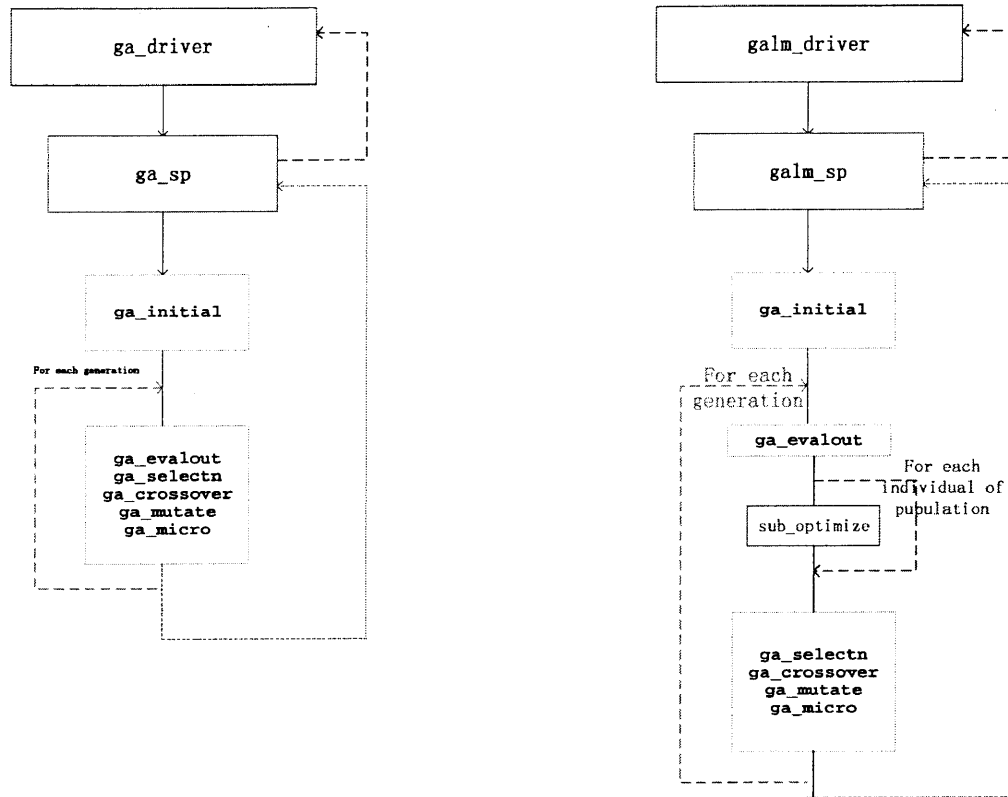 ga_driver
ga_sp
ga_initial
For each generation
ga_evalout
ga_selectn
ga_crossover
ga_mutate
ga_micro
galm_driver
galm_sp
ga_initial
For each
generation
ga_evalout
For each
individual of
pupulation
sub_optimize
ga_selectn
ga_crossover
ga_mutate
ga_micro